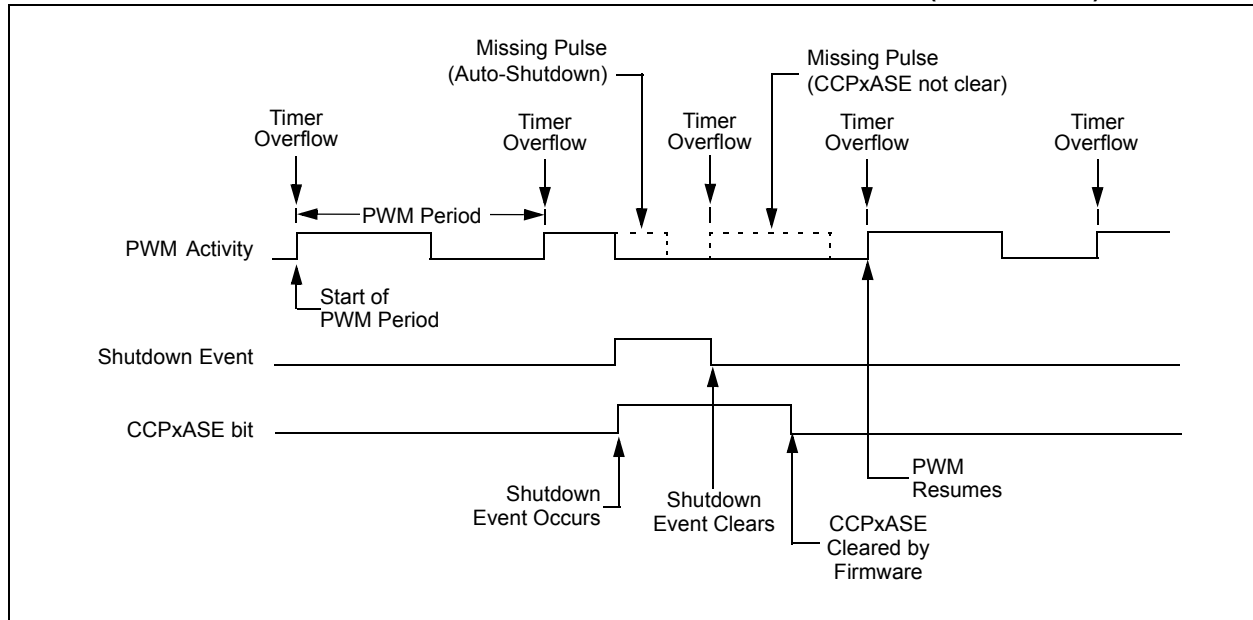 Missing Pulse
(Auto-Shutdown)
Missing Pulse
(CCPxASE not clear)
Timer
Overflow
Timer
Overflow
Timer
Overflow
Timer
Overflow
Timer
Overflow
PWM Period
PWM Activity
Start of
PWM Period
Shutdown Event
CCPxASE bit
Shutdown
Event Occurs
Shutdown
Event Clears
PWM
Resumes
CCPxASE
Cleared by
Firmware